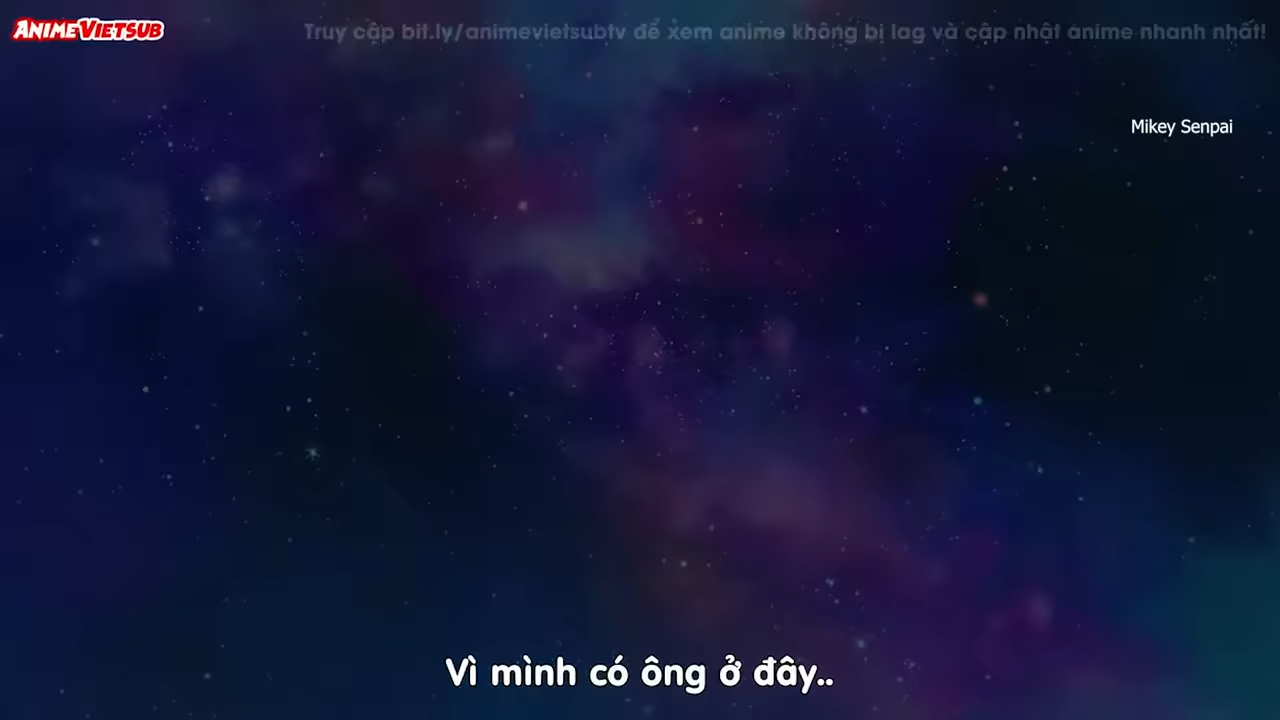 ANIMEVIETSUB
Truy cập bit.ly/animevietsubtv để xem anime không bị lag và cập nhật anime nhanh nhất!
Mikey Senpai
Vì mình có ông ở đây..